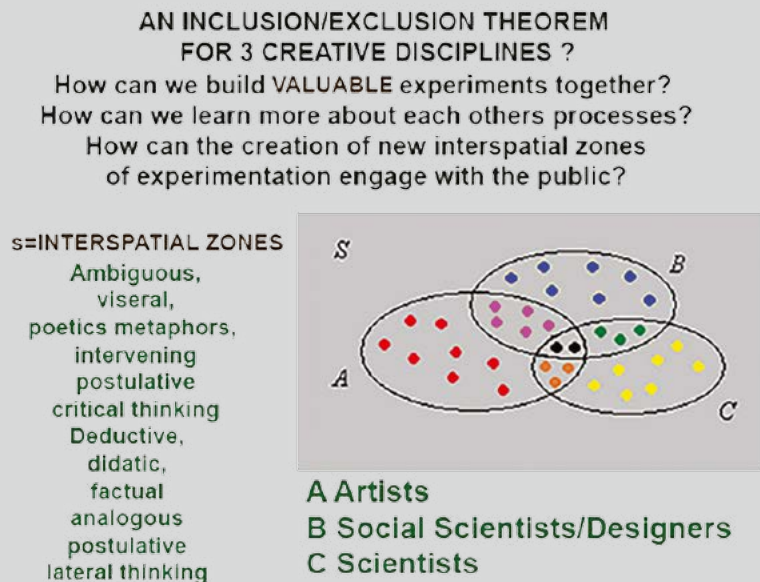 AN INCLUSION/EXCLUSION THEOREM
FOR 3 CREATIVE DISCIPLINES ?
How can we build VALUABLE experiments together?
How can we learn more about each others processes?
How can the creation of new interspatial zones
of experimentation engage with the public?
s=INTERSPATIAL ZONES
Ambiguous,
viseral,
poetics metaphors,
intervening
postulative
critical thinking
Deductive,
didatic,
factual
analogous
postulative
lateral thinking
S
B
A
C
A Artists
B Social Scientists/Designers
C Scientists